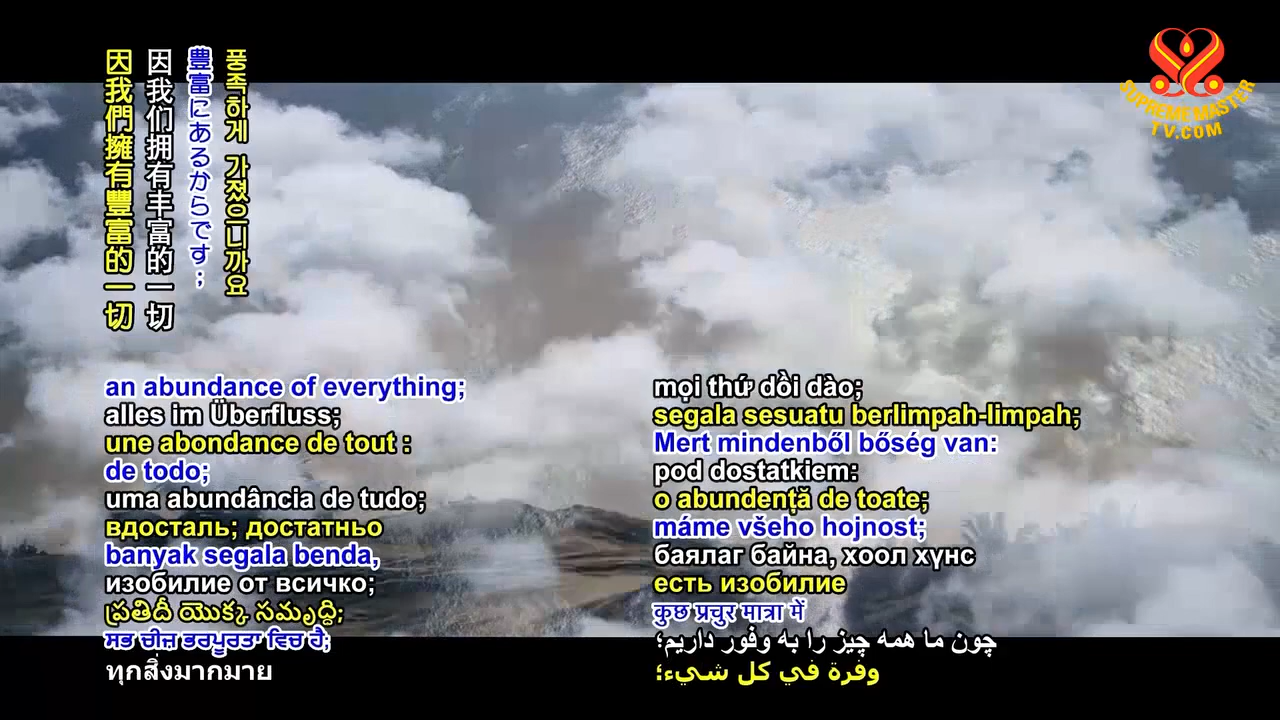 因我們擁有豐富的一切
因我们拥有丰富的一切
豊富にあるからです；
풍족하게 가졌으니까요
SUPREME MASTER
TV.COM
an abundance of everything;
alles im Überfluss;
une abondance de tout :
de todo;
uma abundância de tudo;
вдосталь; достатньо
banyak segala benda,
изобилие от всичко;
ప్రతిదీ యొక్క సమృద్ధి;
ਸਭ ਚੀਜ਼ ਭਰਪੂਰਤਾ ਵਿਚ ਹੈ;
ทุกสิ่งมากมาย
mọi thứ dồi dào;
segala sesuatu berlimpah-limpah;
Mert mindenből bőség van:
pod dostatkiem:
o abundență de toate;
máme všeho hojnost;
баялаг байна, хоол хүнс
есть изобилие
कुछ प्रचुर मात्रा में
چون ما همه چیز را به وفور داریم؛
وفرة في كل شيء؛